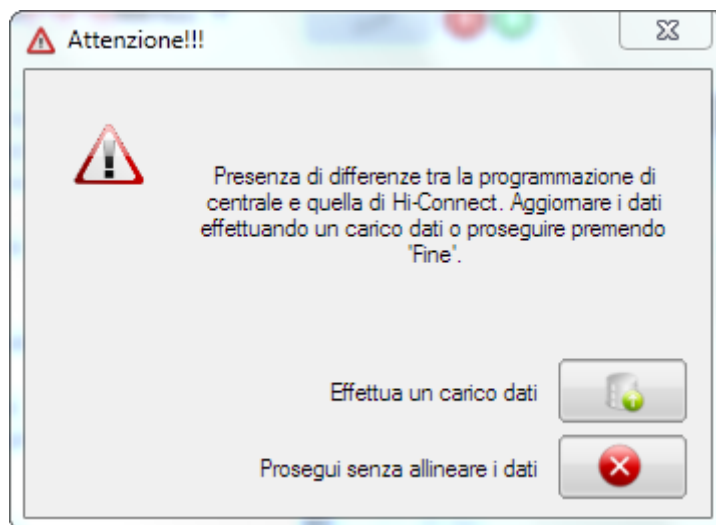 Attenzione!!!
Presenza di differenze tra la programmazione di
centrale e quella di Hi-Connect. Aggiornare i dati
effettuando un carico dati o proseguire premendo
'Fine'.
Effettua un carico dati
Prosegui senza allineare i dati